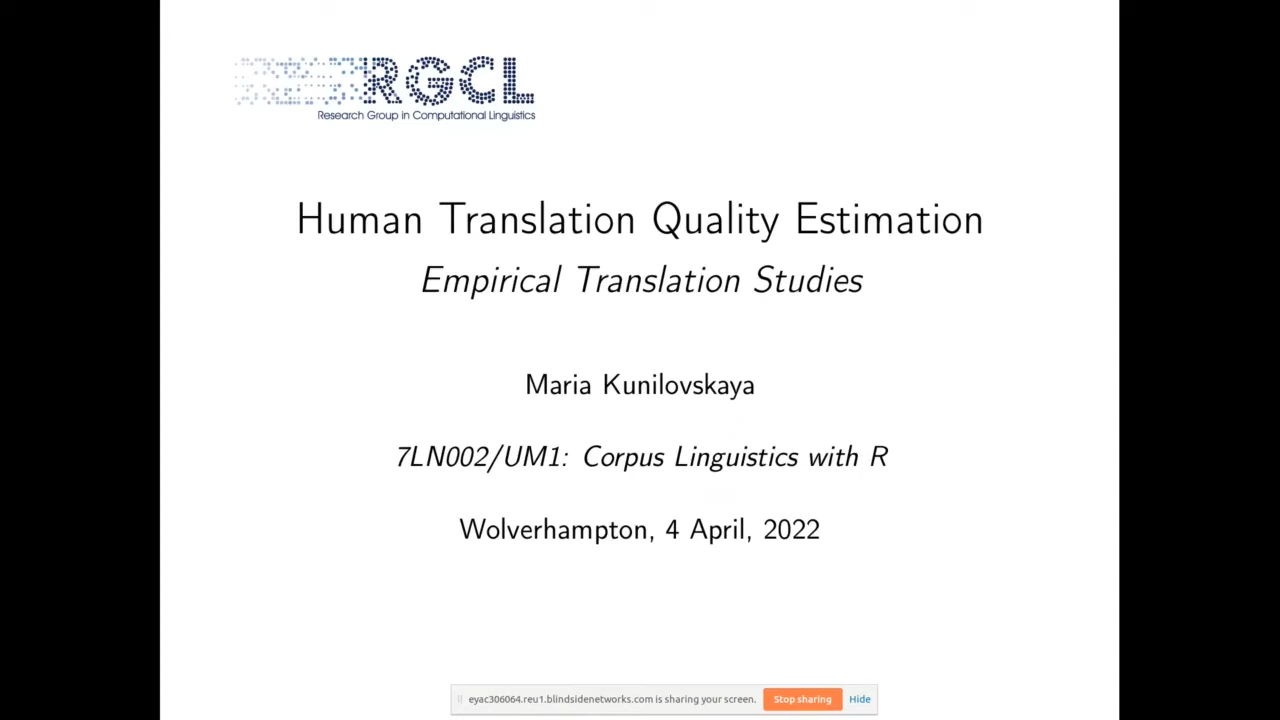 RGCL
Research Group in Computational Linguistics
Human Translation Quality Estimation
Empirical Translation Studies
Maria Kunilovskaya
7LN002/UM1: Corpus Linguistics with R
Wolverhampton, 4 April, 2022
eyac306064.reu1.blindsidenetworks.com is sharing your screen. Stop sharing Hide